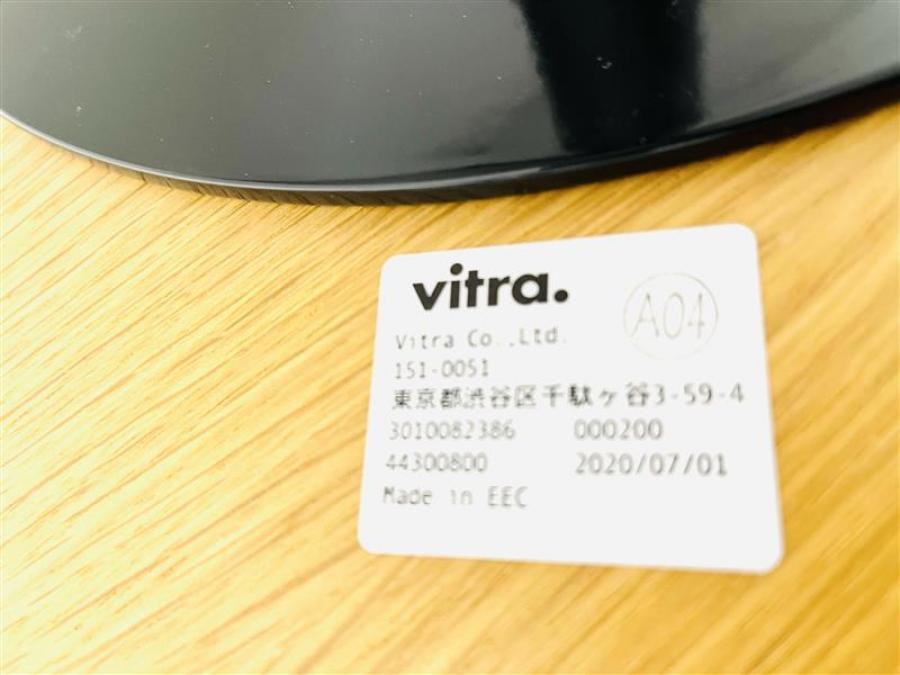 vitra.
A04
Vitra Co.,Ltd.
151-0051
東京都渋谷区千駄ヶ谷3-59-4
3010082386 000200
44300800 2020/07/01
Made in EEC